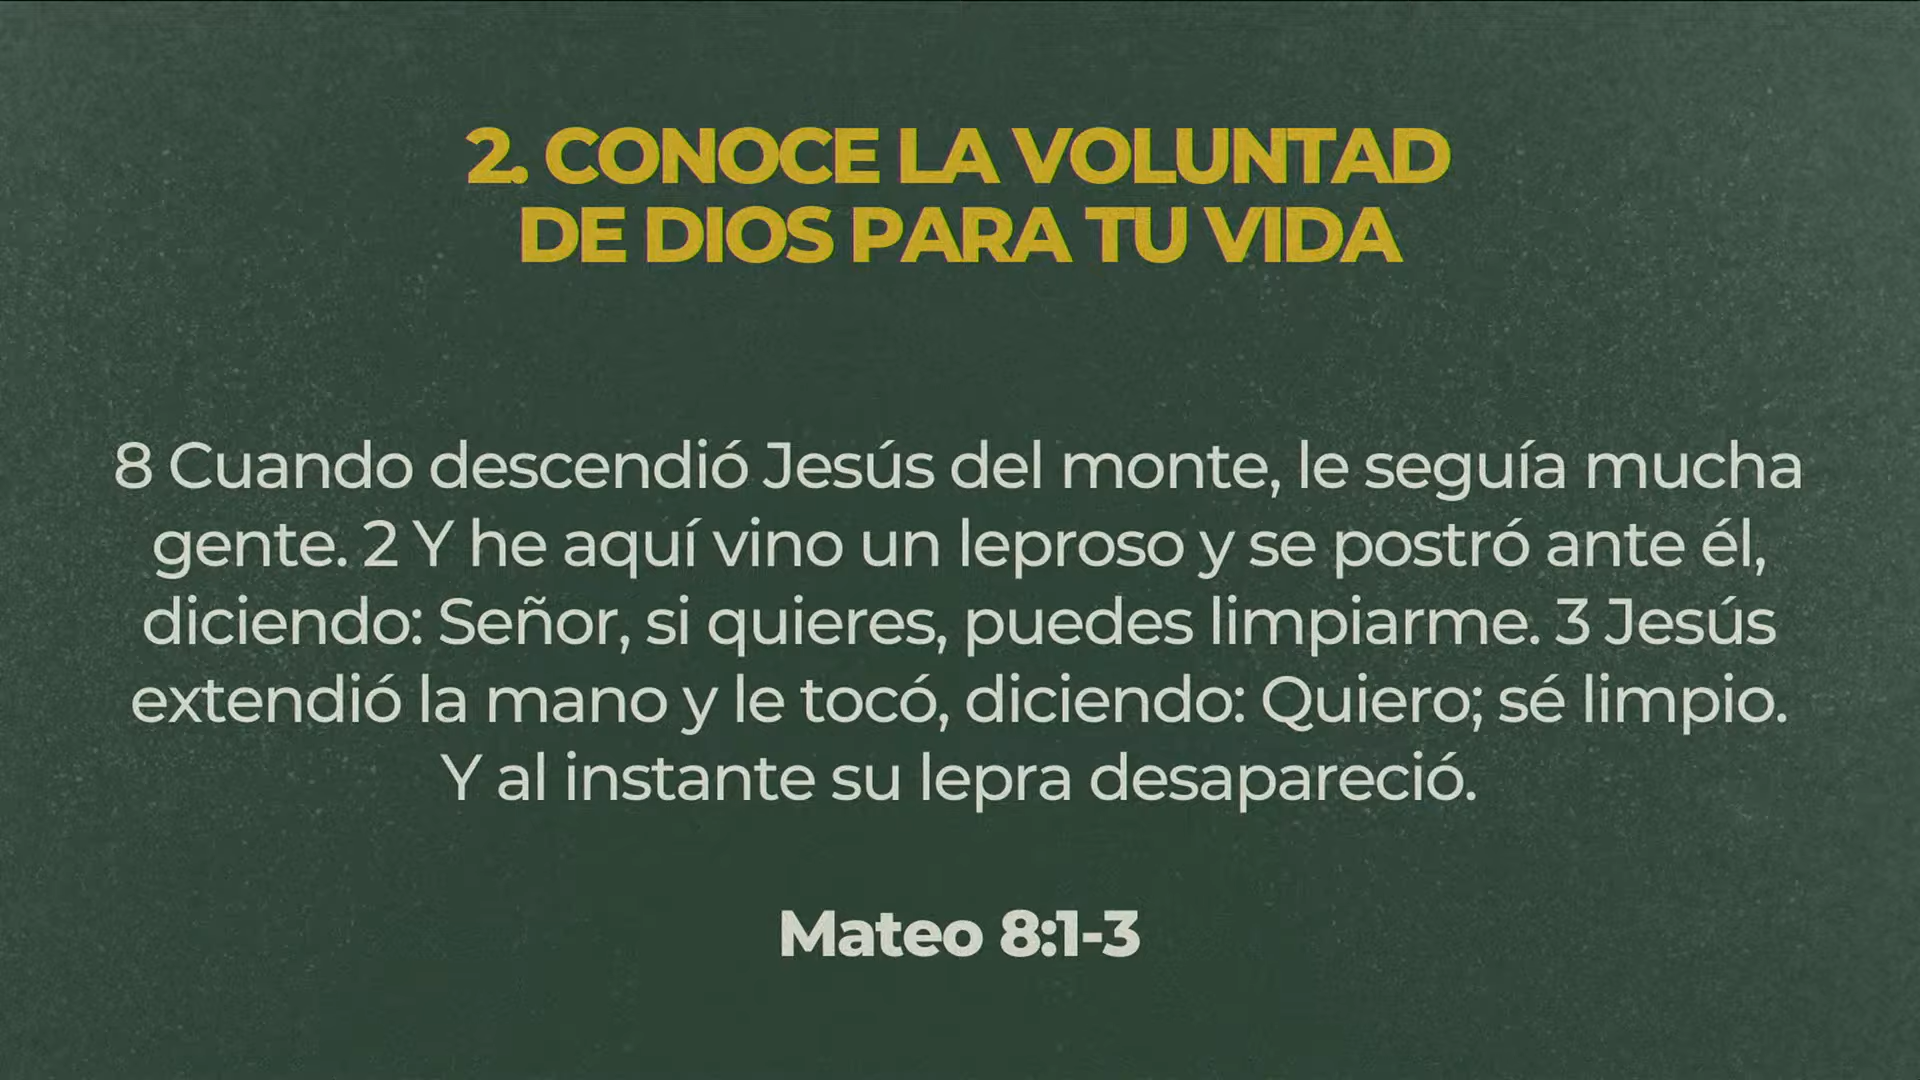 2. CONOCE LA VOLUNTAD
DE DIOS PARA TU VIDA
8 Cuando descendió Jesús del monte, le seguía mucha
gente. 2 Y he aquí vino un leproso y se postró ante él,
diciendo: Señor, si quieres, puedes limpiarme. 3 Jesús
extendió la mano y le tocó, diciendo: Quiero; sé limpio.
Y al instante su lepra desapareció.
Mateo 8:1-3